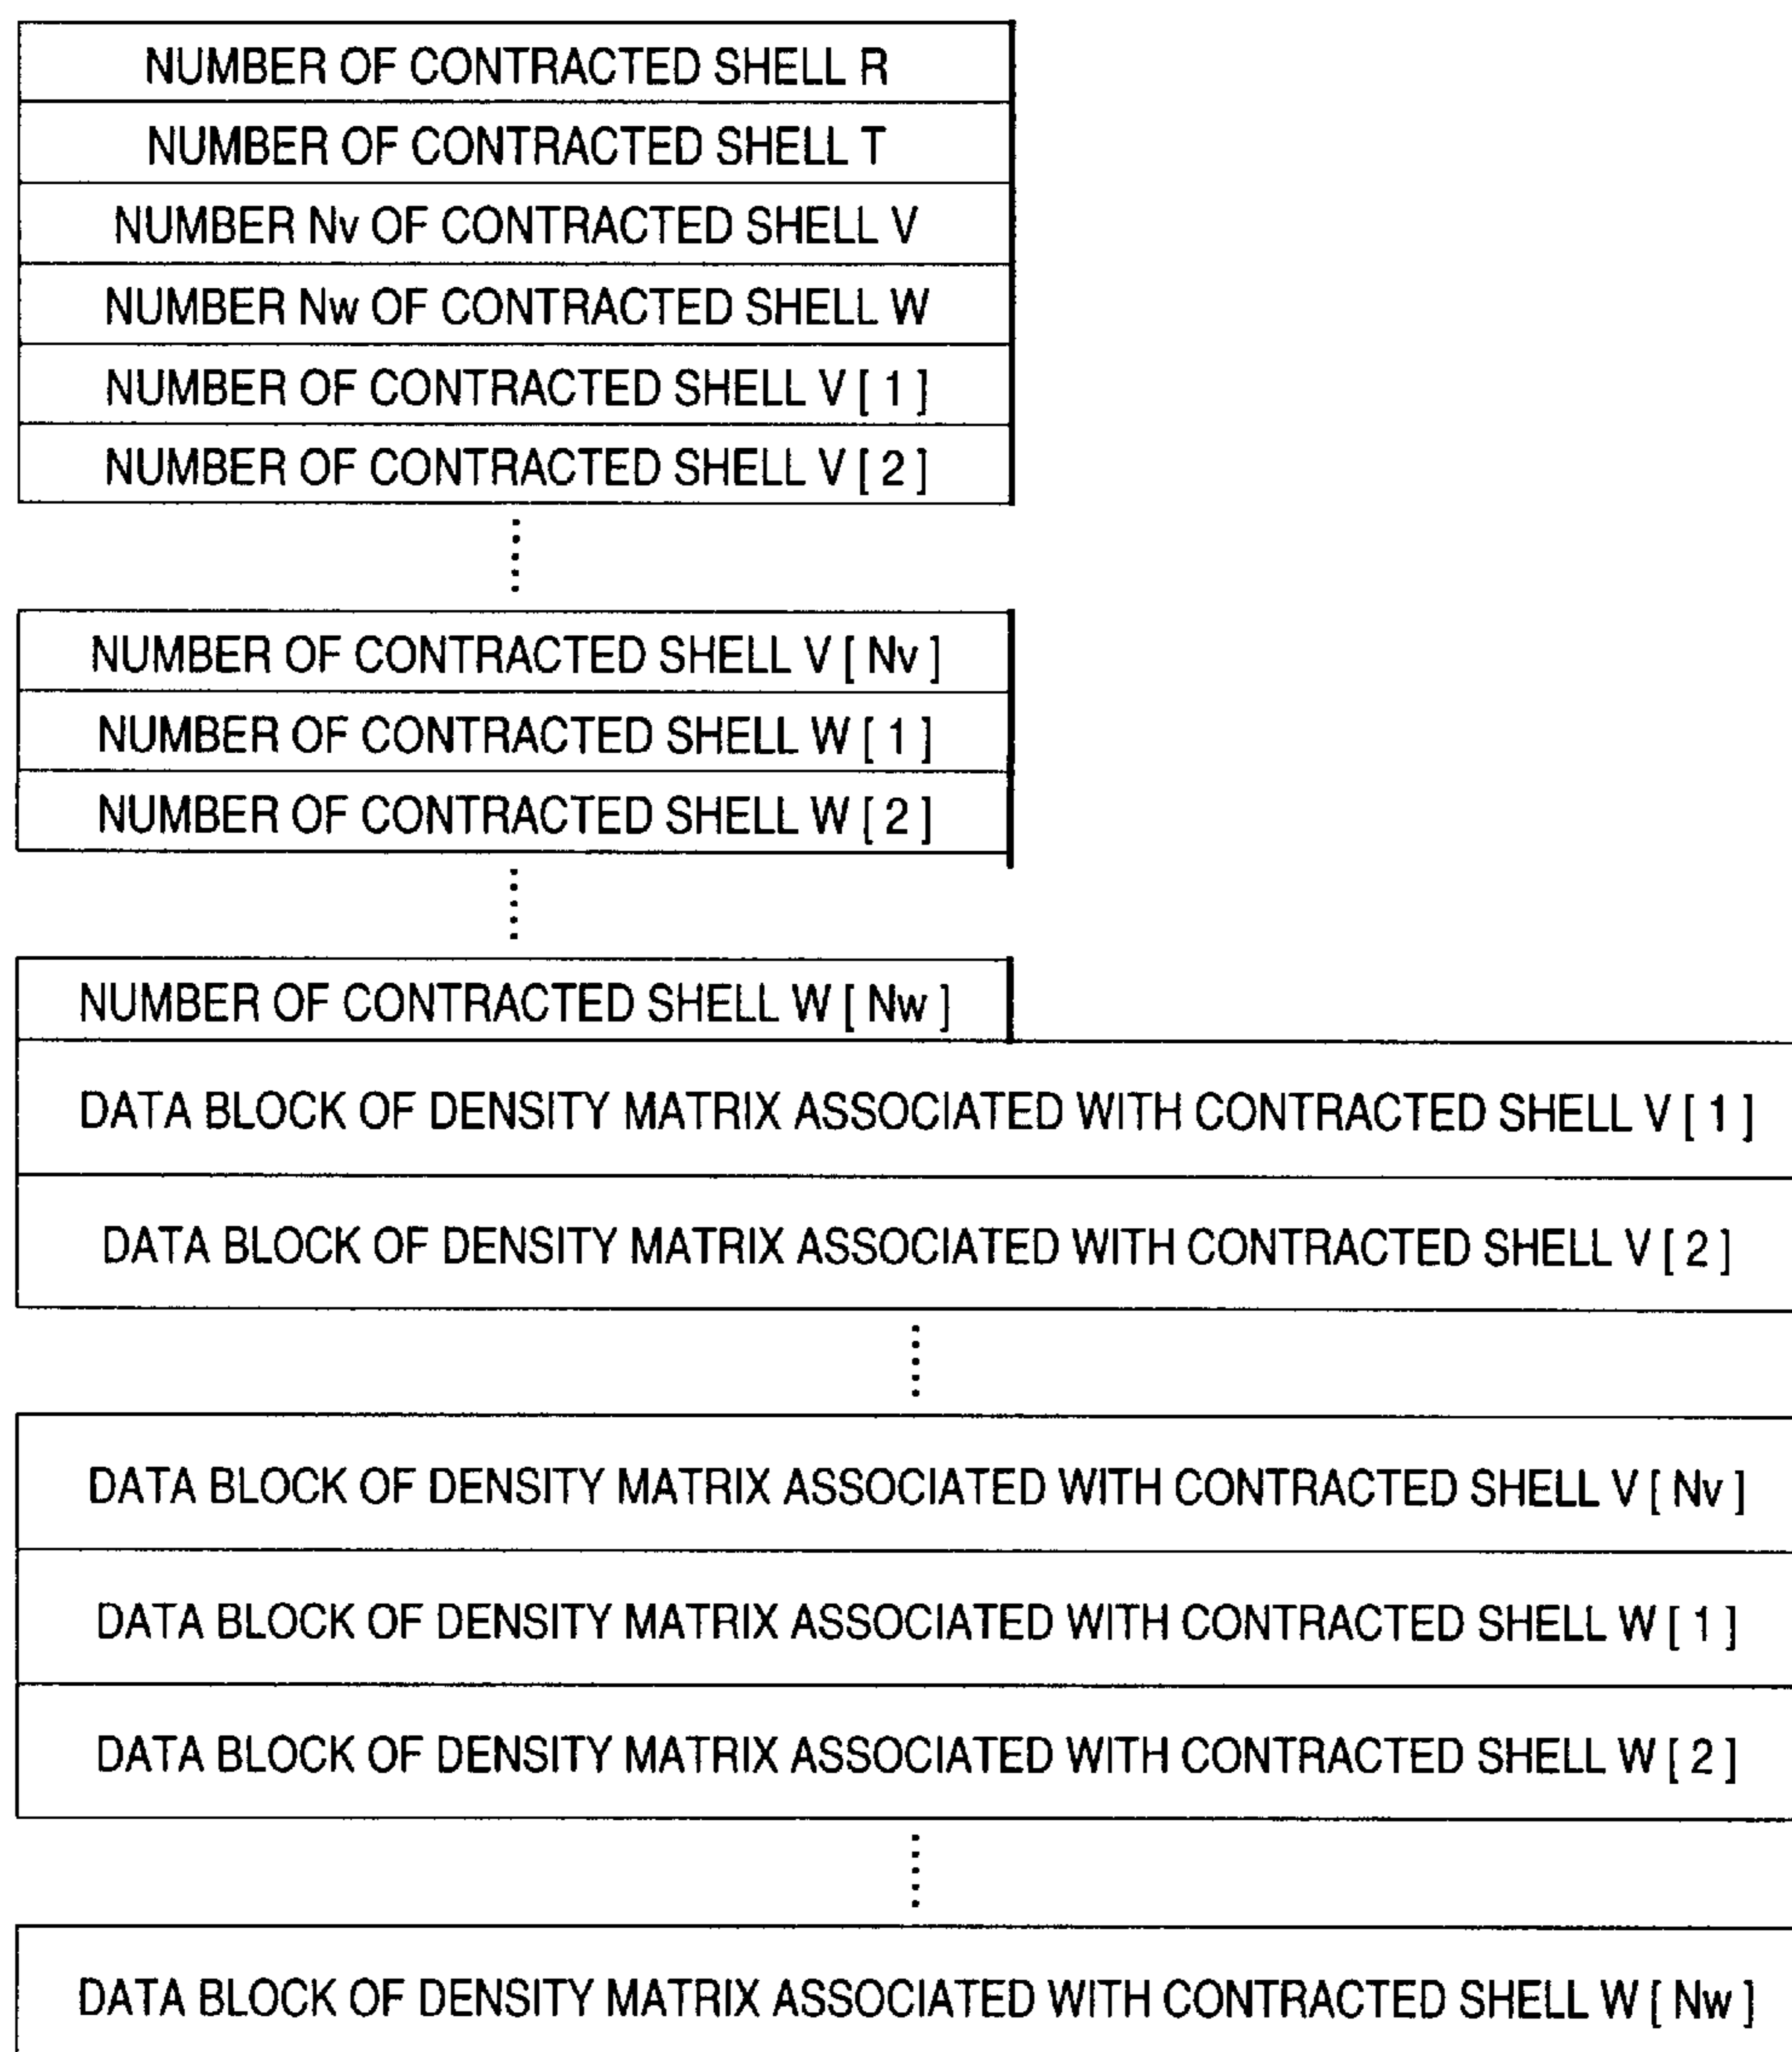 NUMBER OF CONTRACTED SHELL R
NUMBER OF CONTRACTED SHELL T
NUMBER Nv OF CONTRACTED SHELL V
NUMBER Nw OF CONTRACTED SHELL W
NUMBER OF CONTRACTED SHELL V [ 1 ]
NUMBER OF CONTRACTED SHELL V [ 2 ]
NUMBER OF CONTRACTED SHELL V [ Nv ]
NUMBER OF CONTRACTED SHELL W [ 1 ]
NUMBER OF CONTRACTED SHELL W [ 2 ]
NUMBER OF CONTRACTED SHELL W [ Nw ]
DATA BLOCK OF DENSITY MATRIX ASSOCIATED WITH CONTRACTED SHELL V [ 1 ]
DATA BLOCK OF DENSITY MATRIX ASSOCIATED WITH CONTRACTED SHELL V [ 2 ]
DATA BLOCK OF DENSITY MATRIX ASSOCIATED WITH CONTRACTED SHELL V [ Nv ]
DATA BLOCK OF DENSITY MATRIX ASSOCIATED WITH CONTRACTED SHELL W [ 1 ]
DATA BLOCK OF DENSITY MATRIX ASSOCIATED WITH CONTRACTED SHELL W [ 2 ]
DATA BLOCK OF DENSITY MATRIX ASSOCIATED WITH CONTRACTED SHELL W [ Nw ]